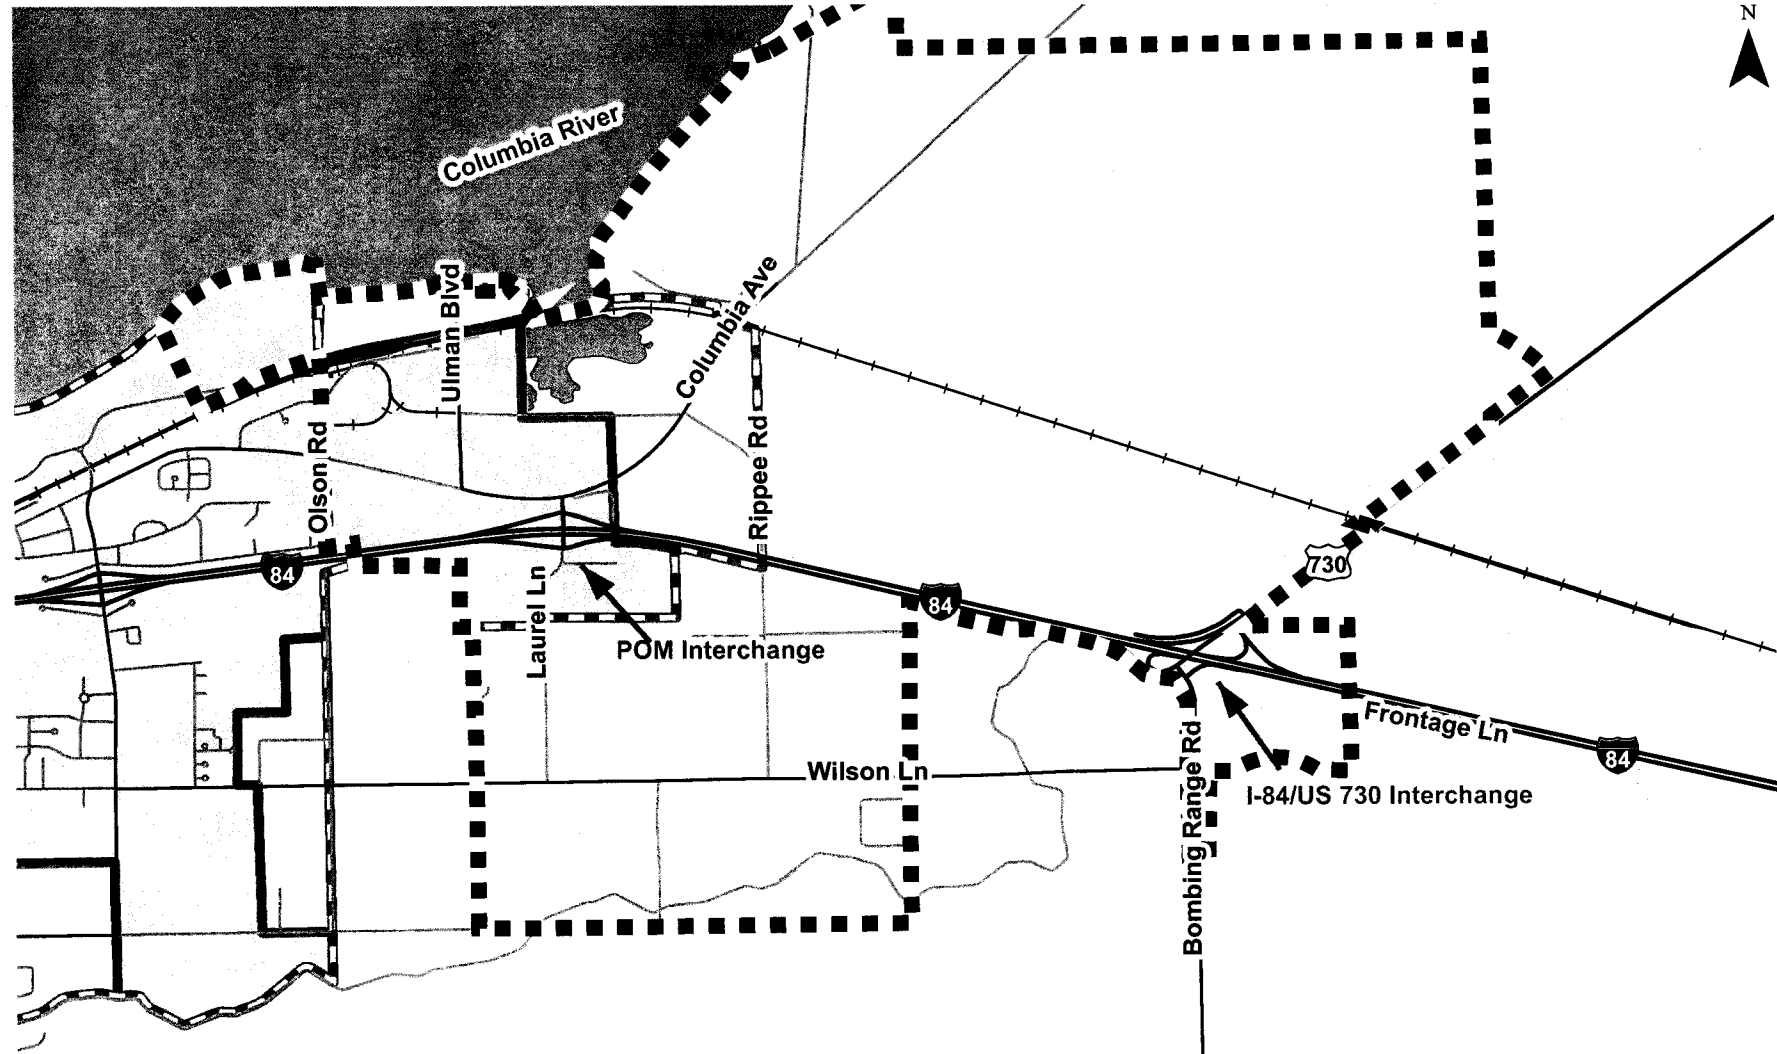 N
Columbia River
Ulman Blvd
Columbia Ave
Olson Rd
Rippee Rd
84
730
84
Laurel Ln
POM Interchange
Frontage Ln
84
Wilson Ln
Bombing Range Rd
I-84/US 730 Interchange